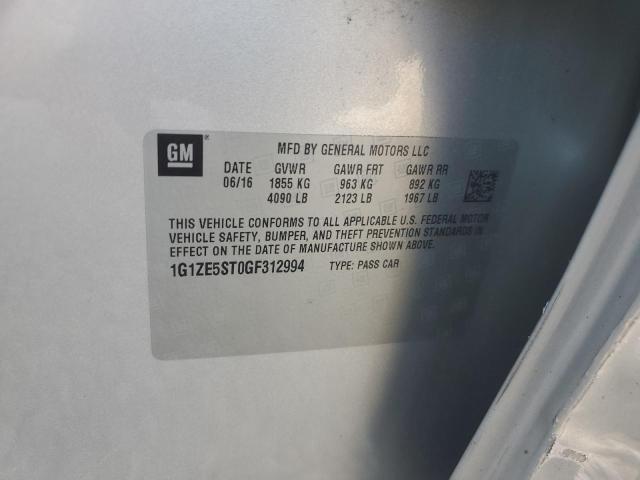 GM
MFD BY GENERAL MOTORS LLC
DATE GVWR GAWR FRT GAWR RR
06/16 1855 KG 963 KG 892 KG
4090 LB 2123 LB 1967 LB
THIS VEHICLE CONFORMS TO ALL APPLICABLE U.S. FEDERAL MOTOR
VEHICLE SAFETY, BUMPER, AND THEFT PREVENTION STANDARDS IN
EFFECT ON THE DATE OF MANUFACTURE SHOWN ABOVE.
1G1ZE5ST0GF312994 TYPE: PASS CAR